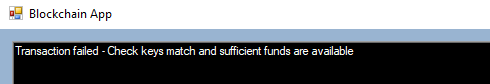 Blockchain App
Transaction failed - Check keys match and sufficient funds are available